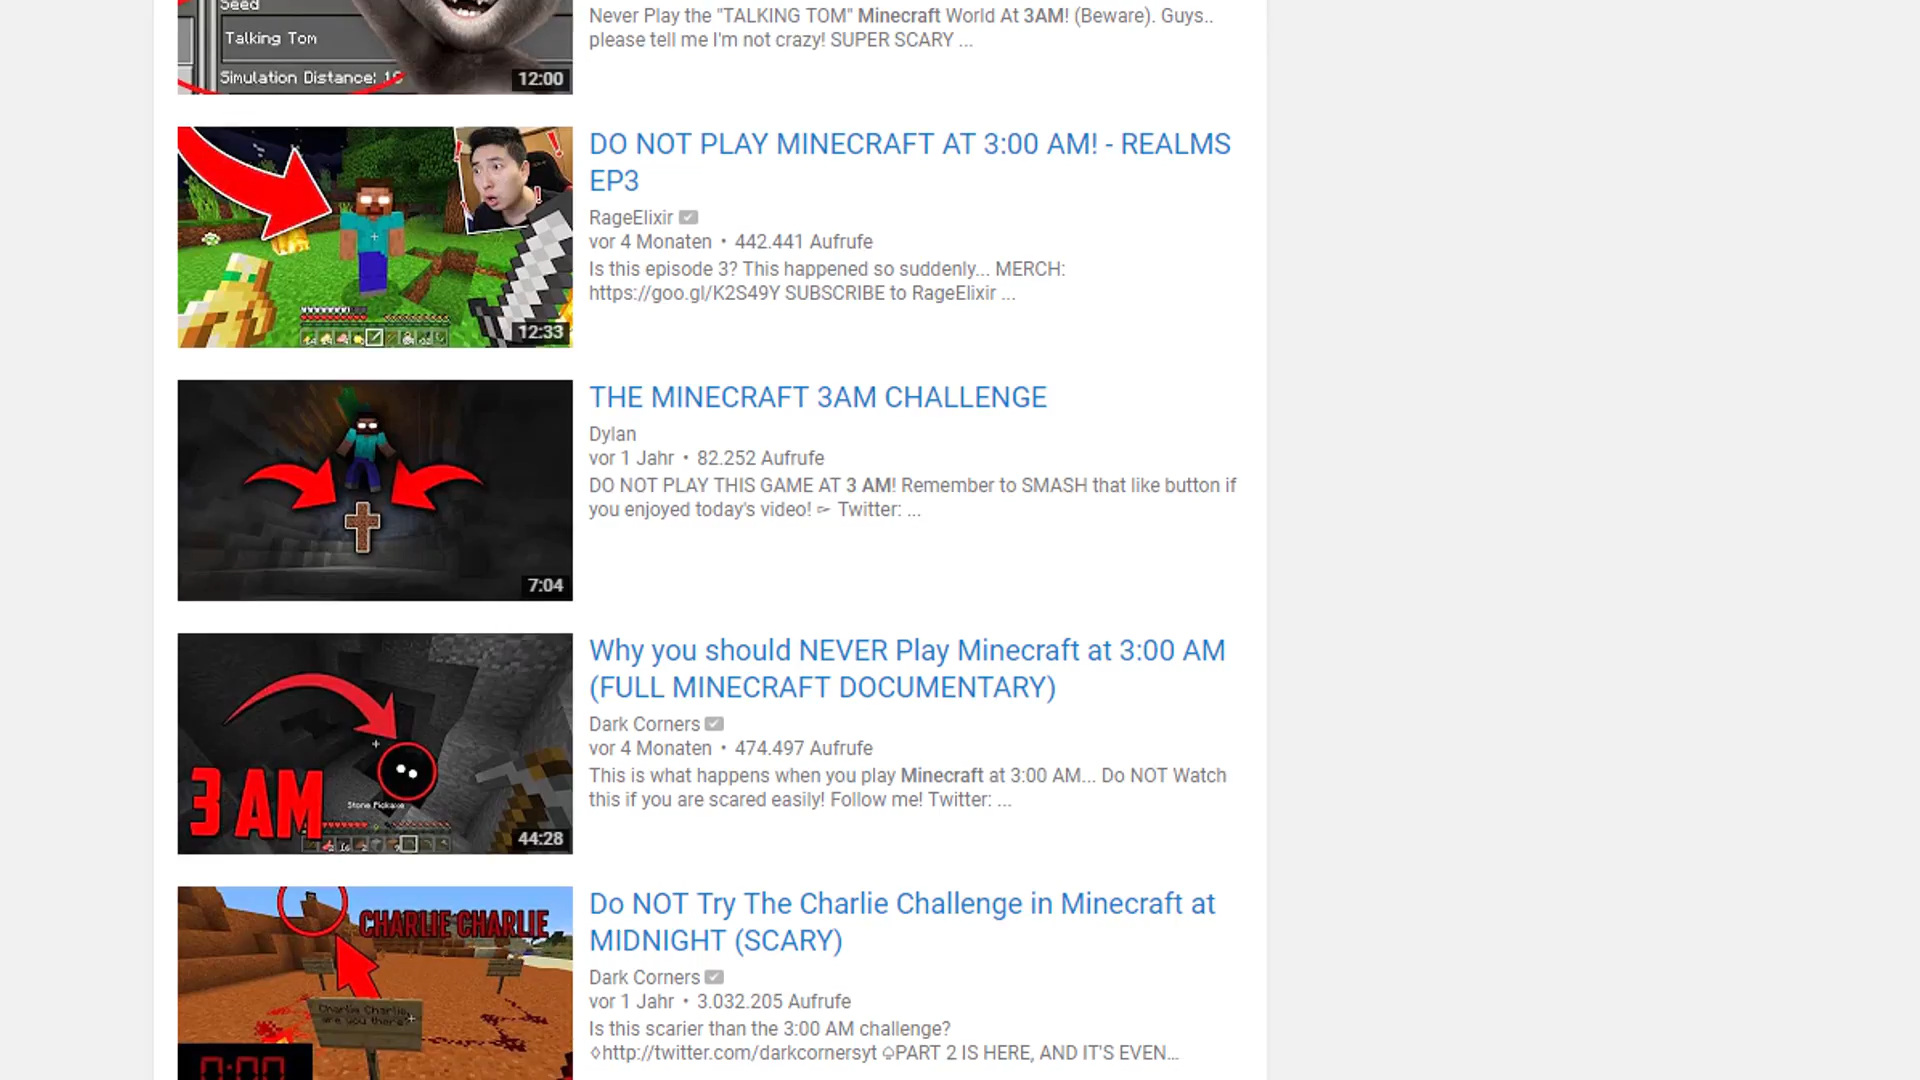 Seed
Talking Tom
Simulation Distance: 1
12:00
Never Play the "TALKING TOM" Minecraft World At 3AM! (Beware). Guys..
please tell me I'm not crazy! SUPER SCARY ...
12:33
DO NOT PLAY MINECRAFT AT 3:00 AM! - REALMS
EP3
RageElixir
vor 4 Monaten • 442.441 Aufrufe
Is this episode 3? This happened so suddenly... MERCH:
https://goo.gl/K2S49Y SUBSCRIBE to RageElixir ...
7:04
THE MINECRAFT 3AM CHALLENGE
Dylan
vor 1 Jahr • 82.252 Aufrufe
DO NOT PLAY THIS GAME AT 3 AM! Remember to SMASH that like button if
you enjoyed today's video! ➣ Twitter: ...
3 AM
Stone Pickaxe
44:28
Why you should NEVER Play Minecraft at 3:00 AM
(FULL MINECRAFT DOCUMENTARY)
Dark Corners
vor 4 Monaten • 474.497 Aufrufe
This is what happens when you play Minecraft at 3:00 AM... Do NOT Watch
this if you are scared easily! Follow me! Twitter: ...
CHARLIE CHARLIE
Charlie Charlie
are you there?
0:00
Do NOT Try The Charlie Challenge in Minecraft at
MIDNIGHT (SCARY)
Dark Corners
vor 1 Jahr • 3.032.205 Aufrufe
Is this scarier than the 3:00 AM challenge?
◊http://twitter.com/darkcornersyt ♤PART 2 IS HERE, AND IT'S EVEN...